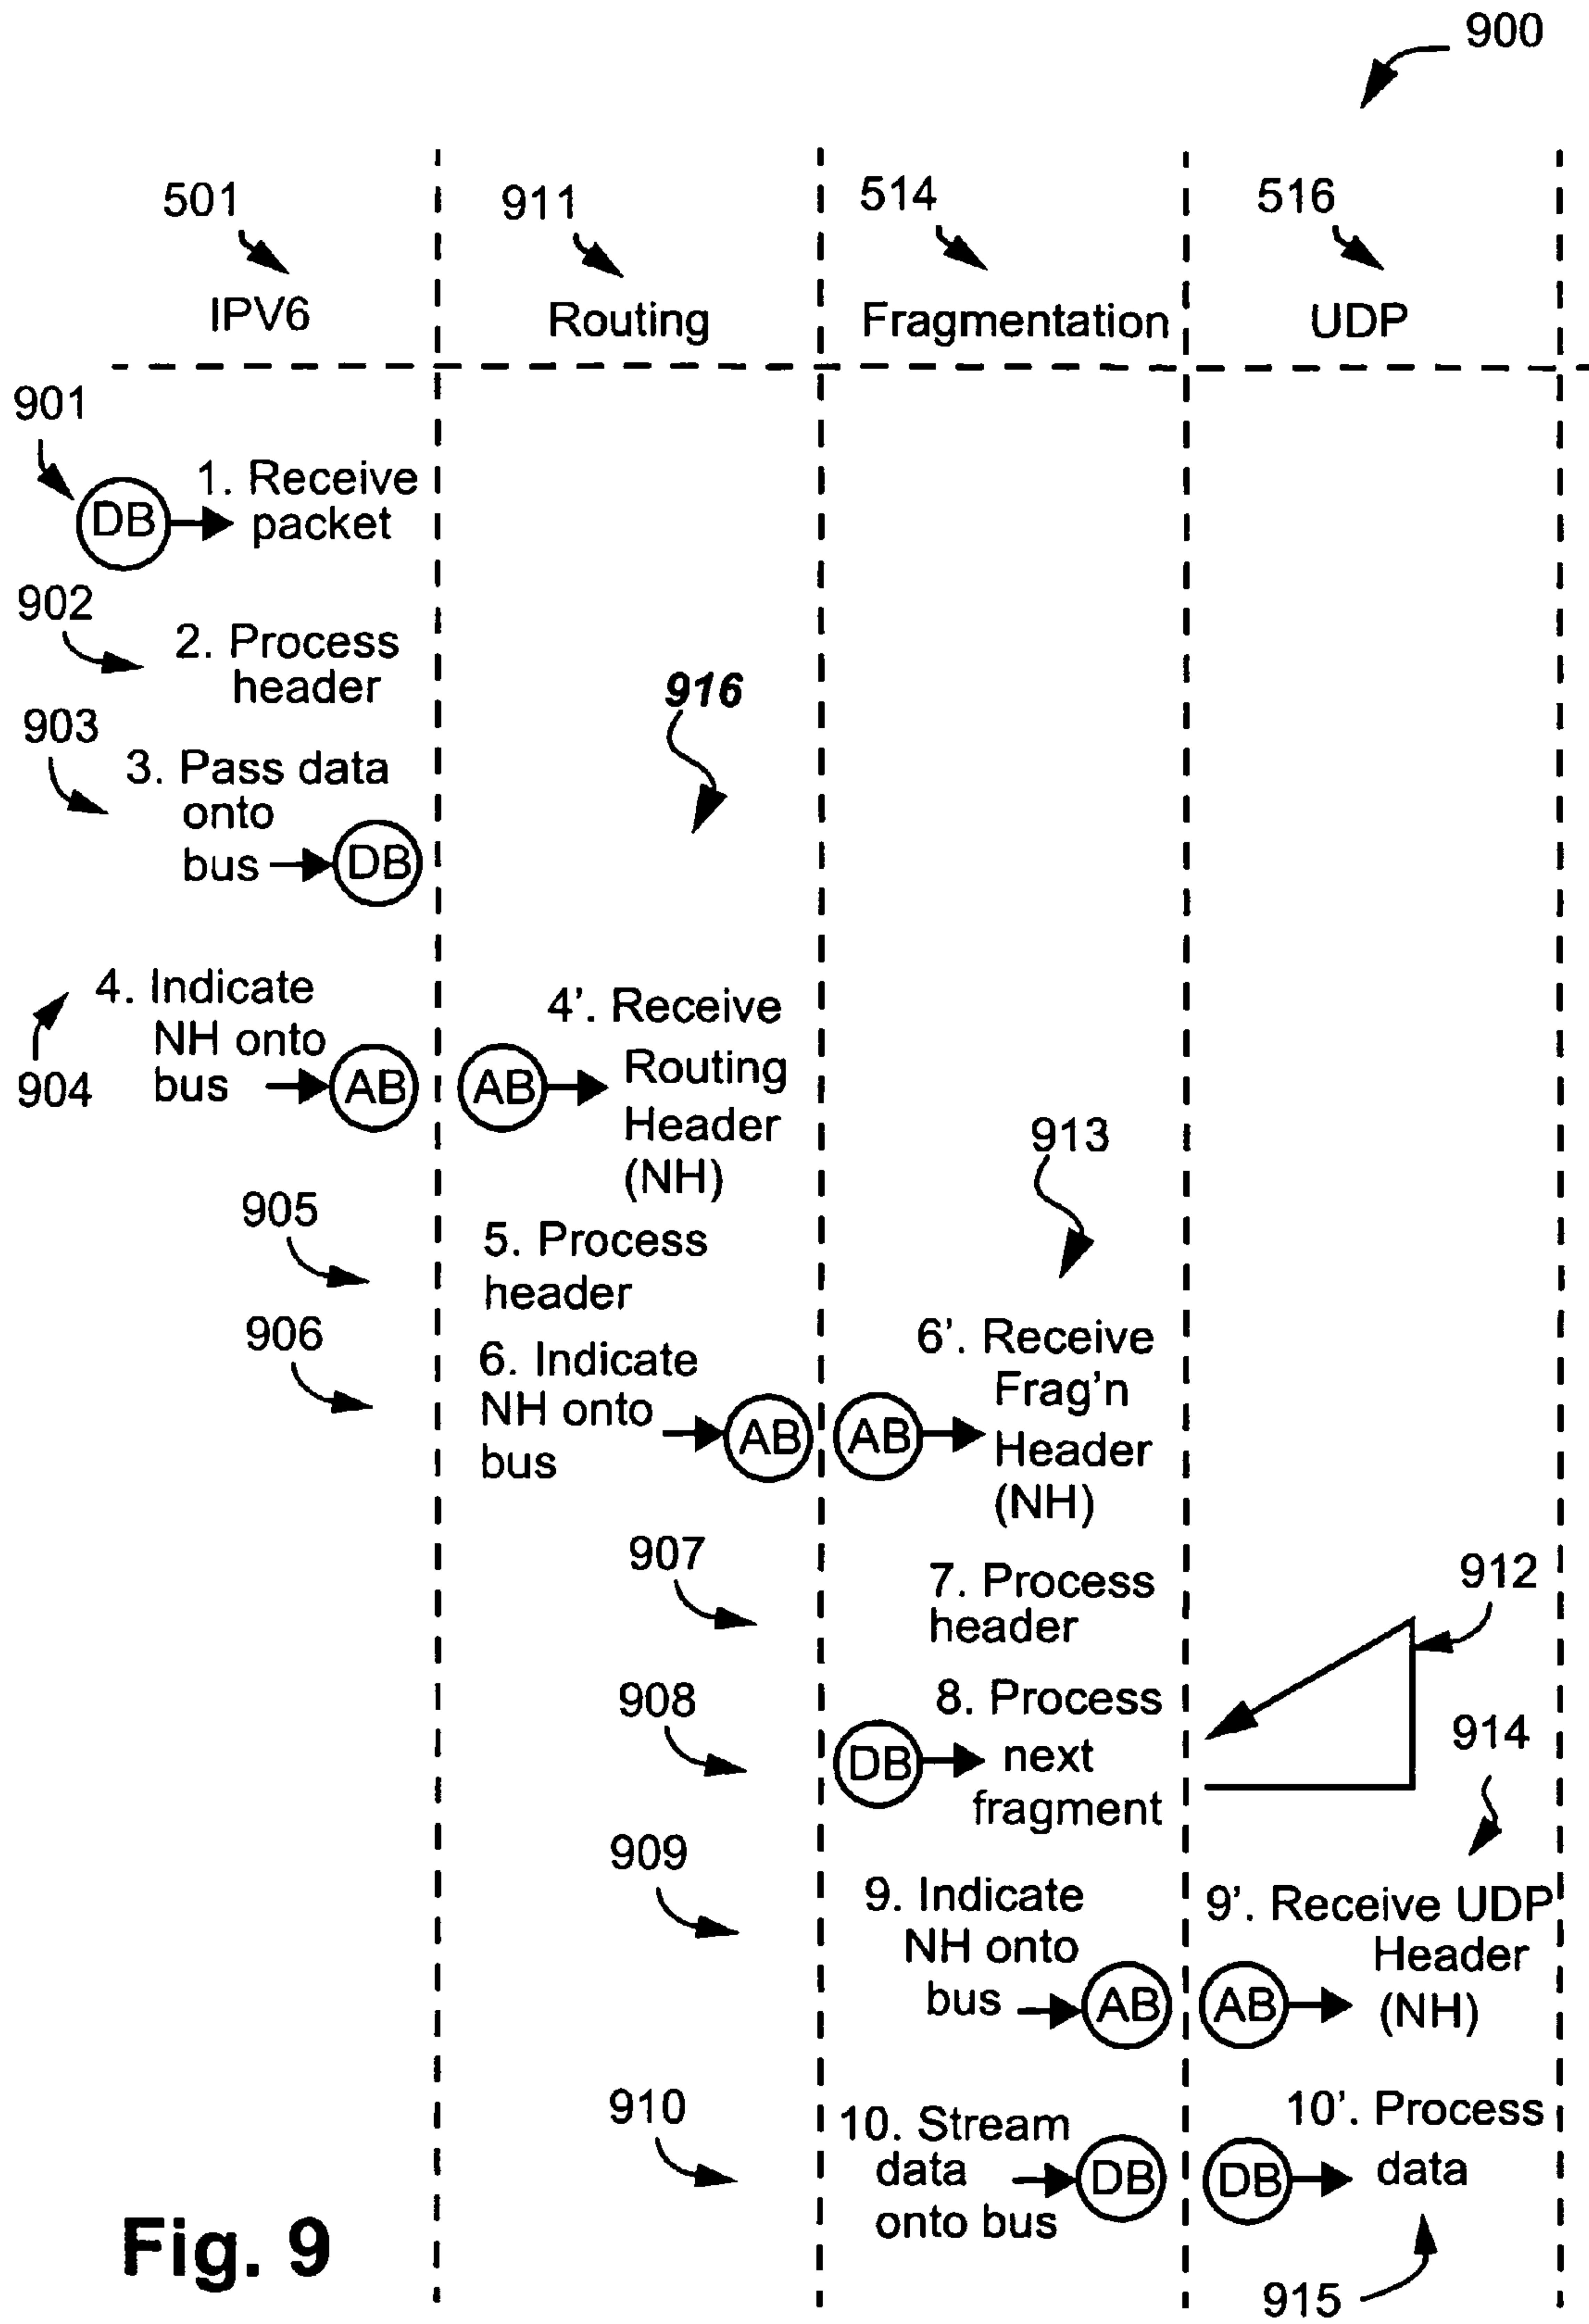 900
501
911
514
516
IPV6
Routing
Fragmentation
UDP
901
DB
1. Receive
packet
902
2. Process
header
903
3. Pass data
onto
bus
DB
916
904
4. Indicate
NH onto
bus
AB
AB
4'. Receive
Routing
Header
(NH)
905
5. Process
header
906
6. Indicate
NH onto
bus
AB
913
AB
6'. Receive
Frag'n
Header
(NH)
907
7. Process
header
912
908
DB
8. Process
next
fragment
914
909
9. Indicate
NH onto
bus
AB
AB
9'. Receive UDP
Header
(NH)
910
10. Stream
data
onto bus
DB
DB
10'. Process
data
915
Fig. 9